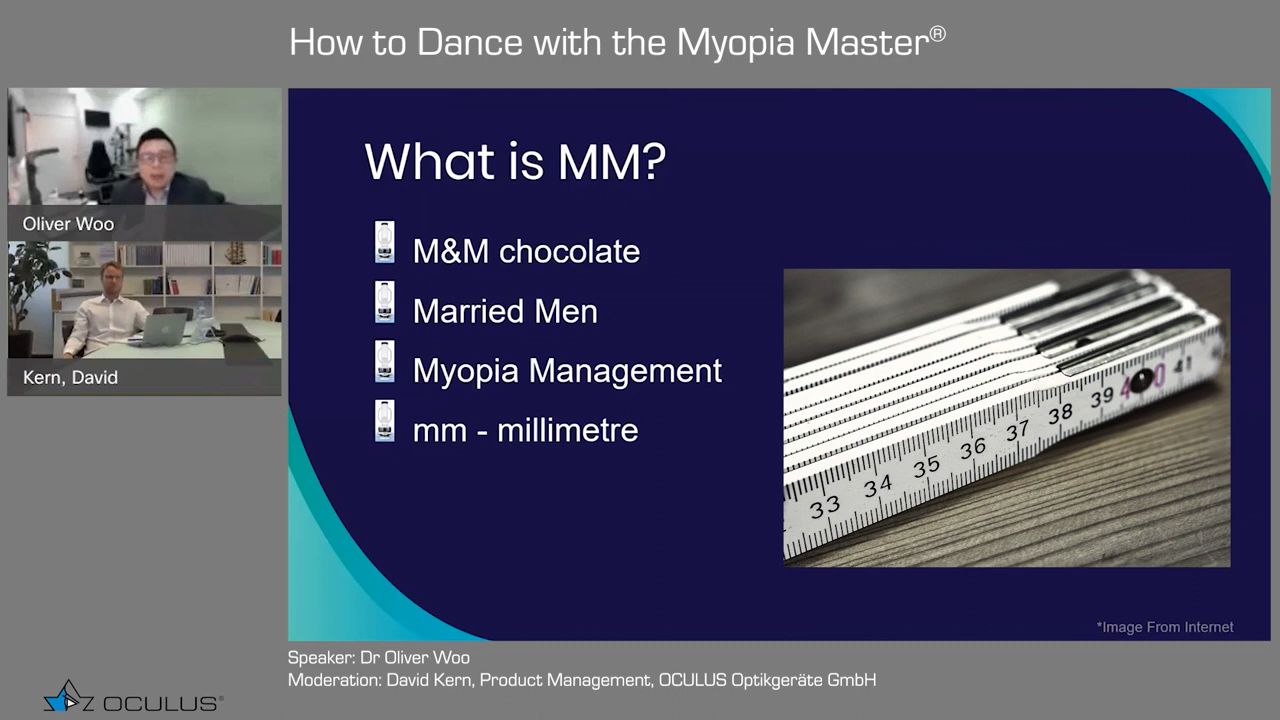 How to Dance with the Myopia Master®
Oliver Woo
Kern, David
What is MM?
M&M chocolate
Married Men
Myopia Management
mm - millimetre
33 34 35 36 37 38 39 40 41
*Image From Internet
Speaker: Dr Oliver Woo
Moderation: David Kern, Product Management, OCULUS Optikgeräte GmbH
OCULUS®